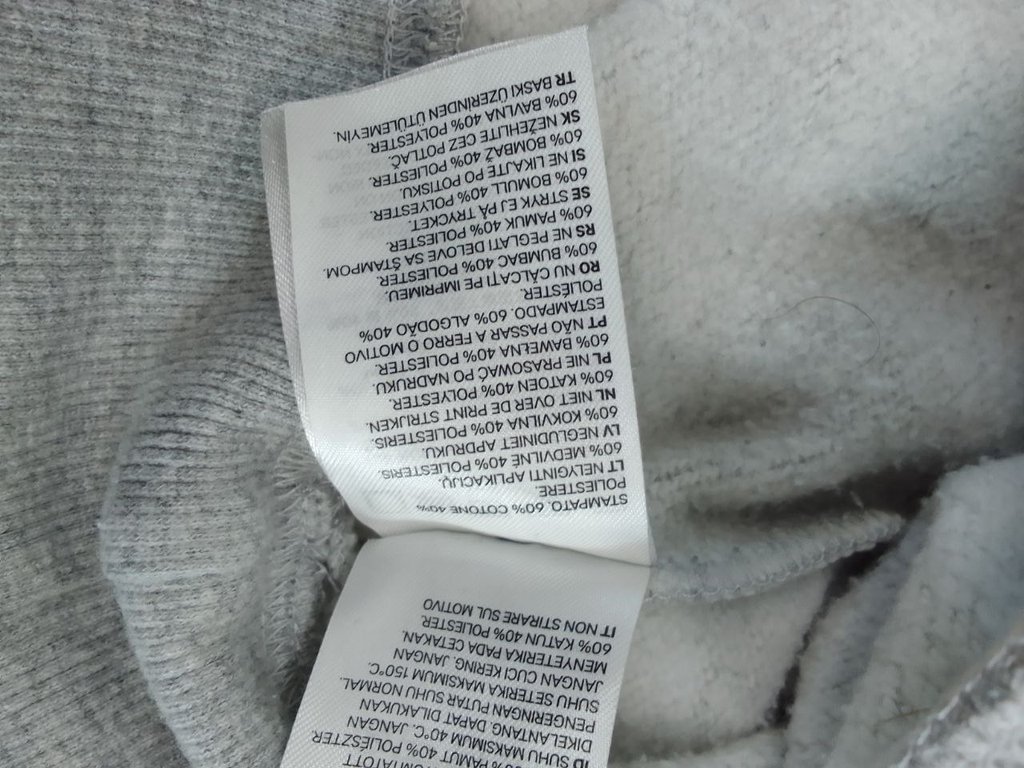 PAMUT 40% POLIÉSZTER.
ID SUHU MAKSIMUM 40°C. JANGAN
DIKELANTANG. DAPAT DILAKUKAN
PENGERINGAN PUTAR SUHU NORMAL.
SUHU SETERIKA MAKSIMUM 150°C.
JANGAN CUCI KERING. JANGAN
MENYETERIKA PADA CETAKAN.
60% KATUN 40% POLIESTER.
IT NON STIRARE SUL MOTIVO
STAMPATO. 60% COTONE 40%
POLIESTERE.
LT NELYGINTI APLIKACIJŲ.
60% MEDVILNĖ 40% POLIESTERIS.
LV NEGLUDINIET APDRUKU.
60% KOKVILNA 40% POLIESTERIS.
NL NIET OVER DE PRINT STRIJKEN.
60% KATOEN 40% POLYESTER.
PL NIE PRASOWAĆ PO NADRUKU.
60% BAWEŁNA 40% POLIESTER.
PT NÃO PASSAR A FERRO O MOTIVO
ESTAMPADO. 60% ALGODÃO 40%
POLIÉSTER.
RO NU CĂLCAŢI PE IMPRIMEU.
60% BUMBAC 40% POLIESTER.
RS NE PEGLATI DELOVE SA ŠTAMPOM.
60% PAMUK 40% POLIESTER.
SE STRYK EJ PÅ TRYCKET.
60% BOMULL 40% POLYESTER.
SI NE LIKAJTE PO POTISKU.
60% BOMBAŽ 40% POLIESTER.
SK NEŽEHLITE CEZ POTLAČ.
60% BAVLNA 40% POLYESTER.
TR BASKI ÜZERİNDEN ÜTÜLEMEYİN.